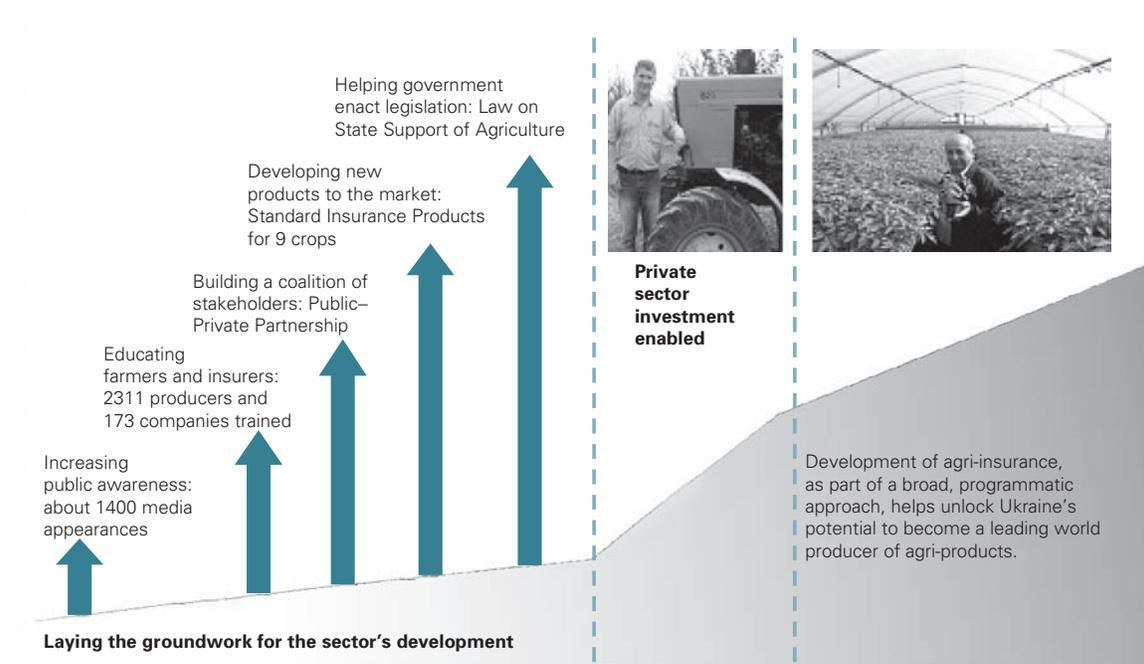 Helping government
enact legislation: Law on
State Support of Agriculture
Developing new
products to the market:
Standard Insurance Products
for 9 crops
Building a coalition of
stakeholders: Public–
Private Partnership
Educating
farmers and insurers:
2311 producers and
173 companies trained
Increasing
public awareness:
about 1400 media
appearances
Laying the groundwork for the sector’s development
Private
sector
investment
enabled
Development of agri-insurance,
as part of a broad, programmatic
approach, helps unlock Ukraine’s
potential to become a leading world
producer of agri-products.